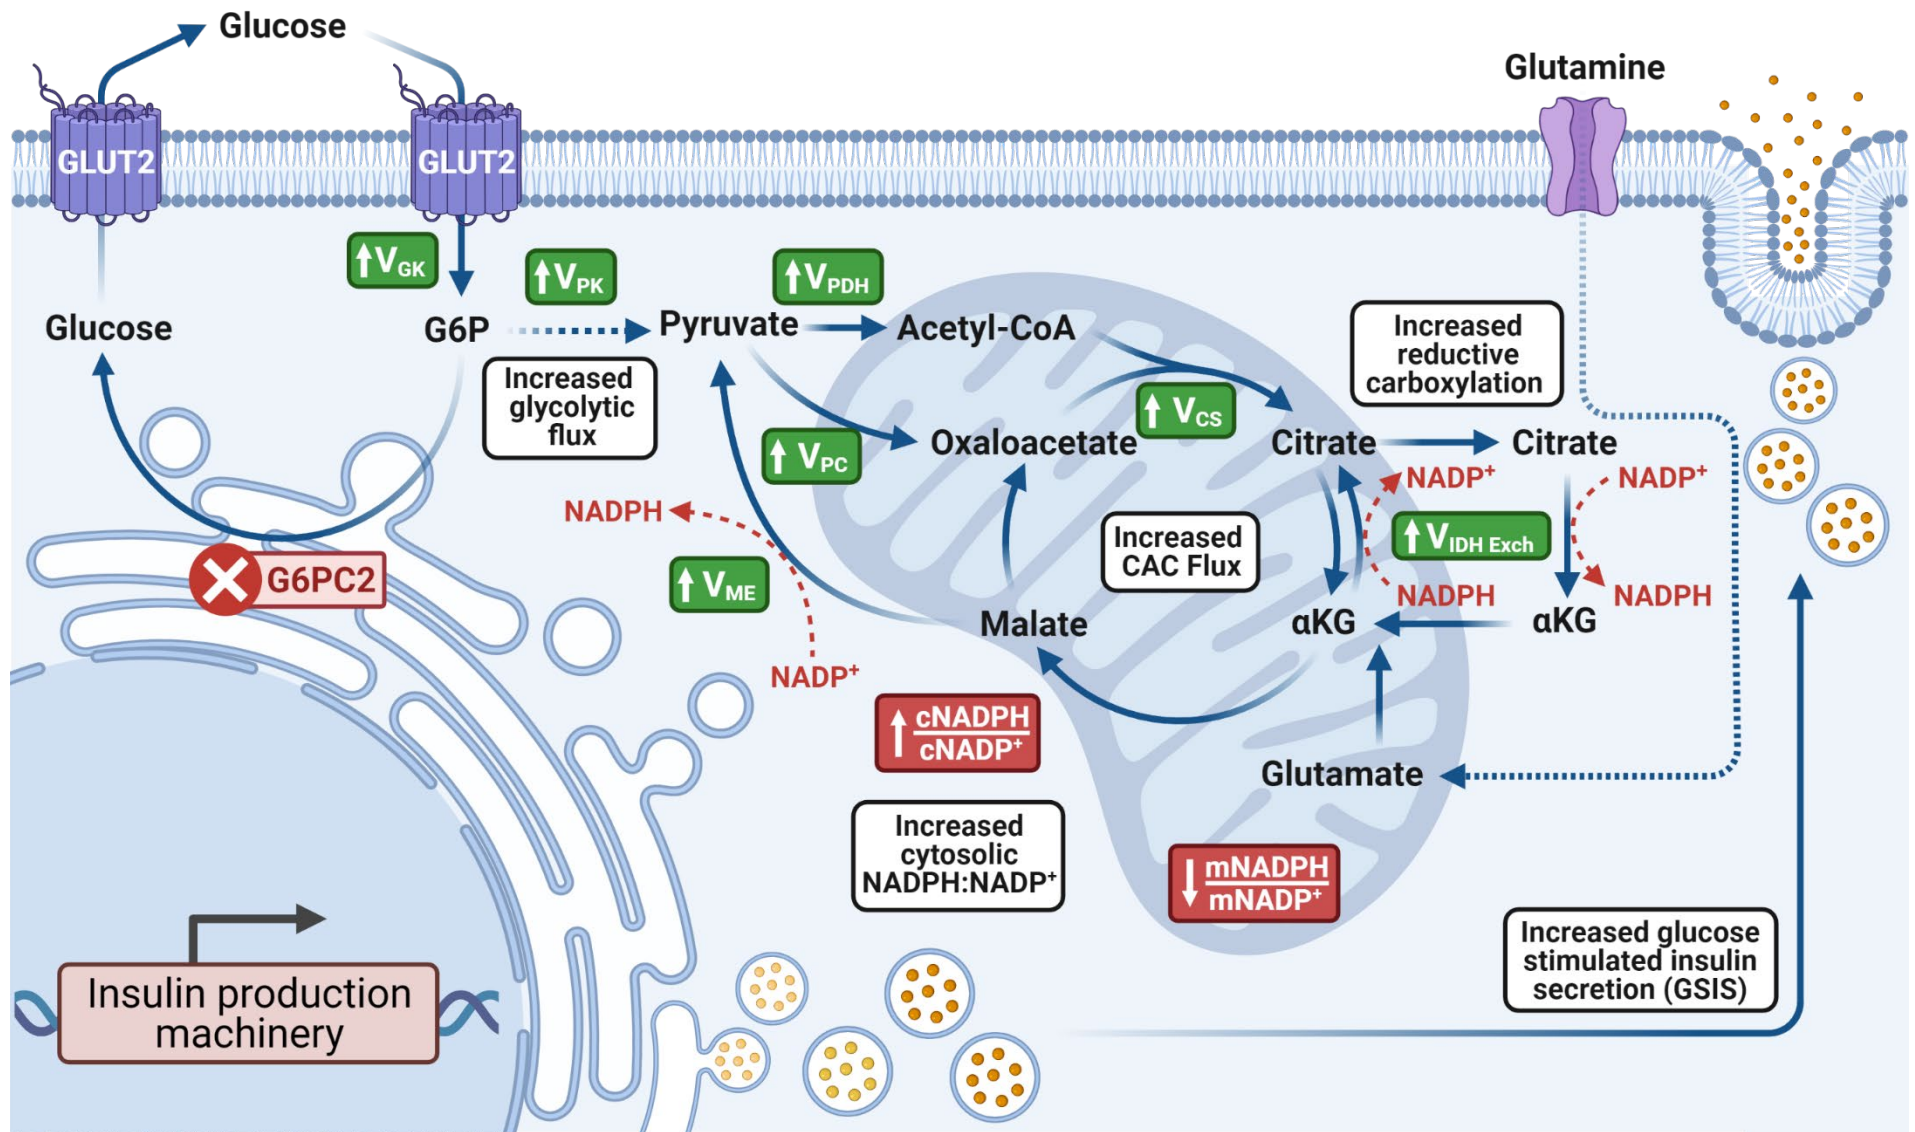 Glucose
Glutamine
GLUT2
GLUT2
↑VGK
↑VPK
↑VPDH
Glucose
G6P
Pyruvate
Acetyl-CoA
Increased
reductive
carboxylation
Increased
glycolytic
flux
↑ VCS
↑ VPC
Oxaloacetate
Citrate
Citrate
NADP⁺
NADP⁺
NADPH
Increased
CAC Flux
↑VIDH Exch
G6PC2
↑ VME
NADPH
NADPH
Malate
αKG
αKG
NADP⁺
↑ cNADPH
cNADP⁺
Glutamate
Increased
cytosolic
NADPH:NADP⁺
↓ mNADPH
mNADP⁺
Increased glucose
stimulated insulin
secretion (GSIS)
Insulin production
machinery